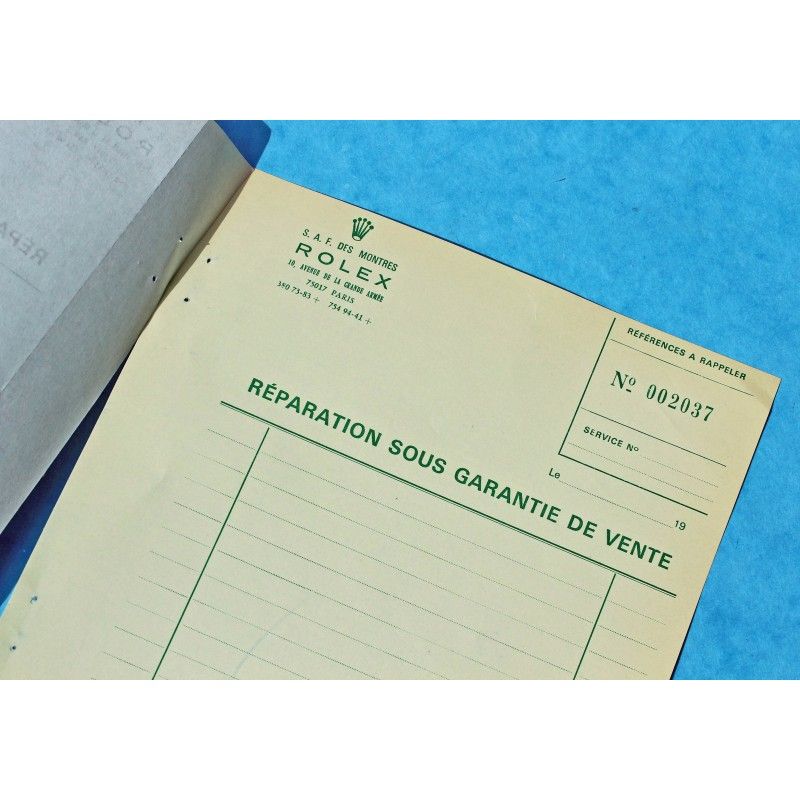 S. A. F. DES MONTRES
ROLEX
10, AVENUE DE LA GRANDE ARMÉE
75017 PARIS
380 73-83 + 754 94-41 +
RÉFÉRENCES A RAPPELER
Nº 002037
SERVICE Nº
Le 19
RÉPARATION SOUS GARANTIE DE VENTE